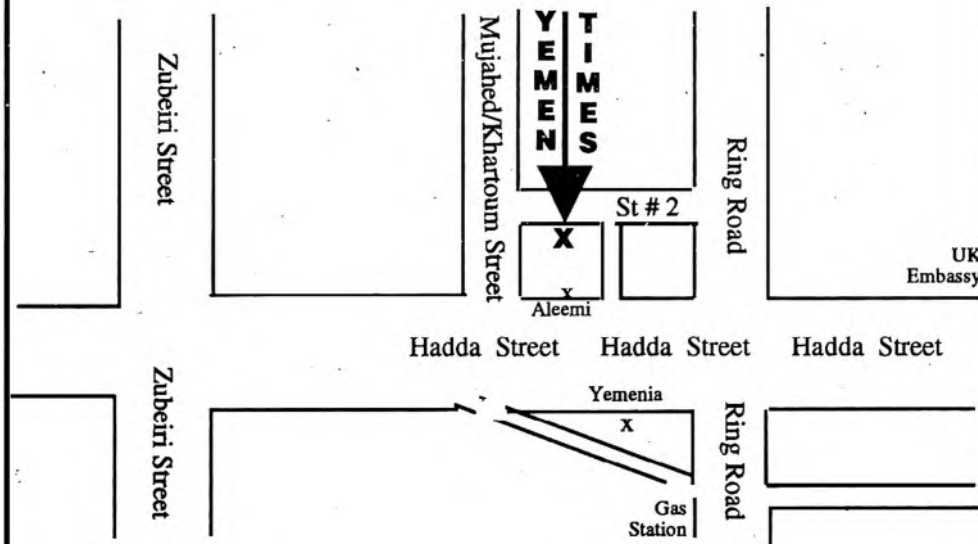 YEMEN
TIMES
Zubeiri Street
Mujahed/Khartoum Street
Ring Road
St # 2
X
UK
Embassy
x
Aleemi
Hadda Street Hadda Street Hadda Street
Zubeiri Street
Yemenia
x
Ring Road
Gas
Station